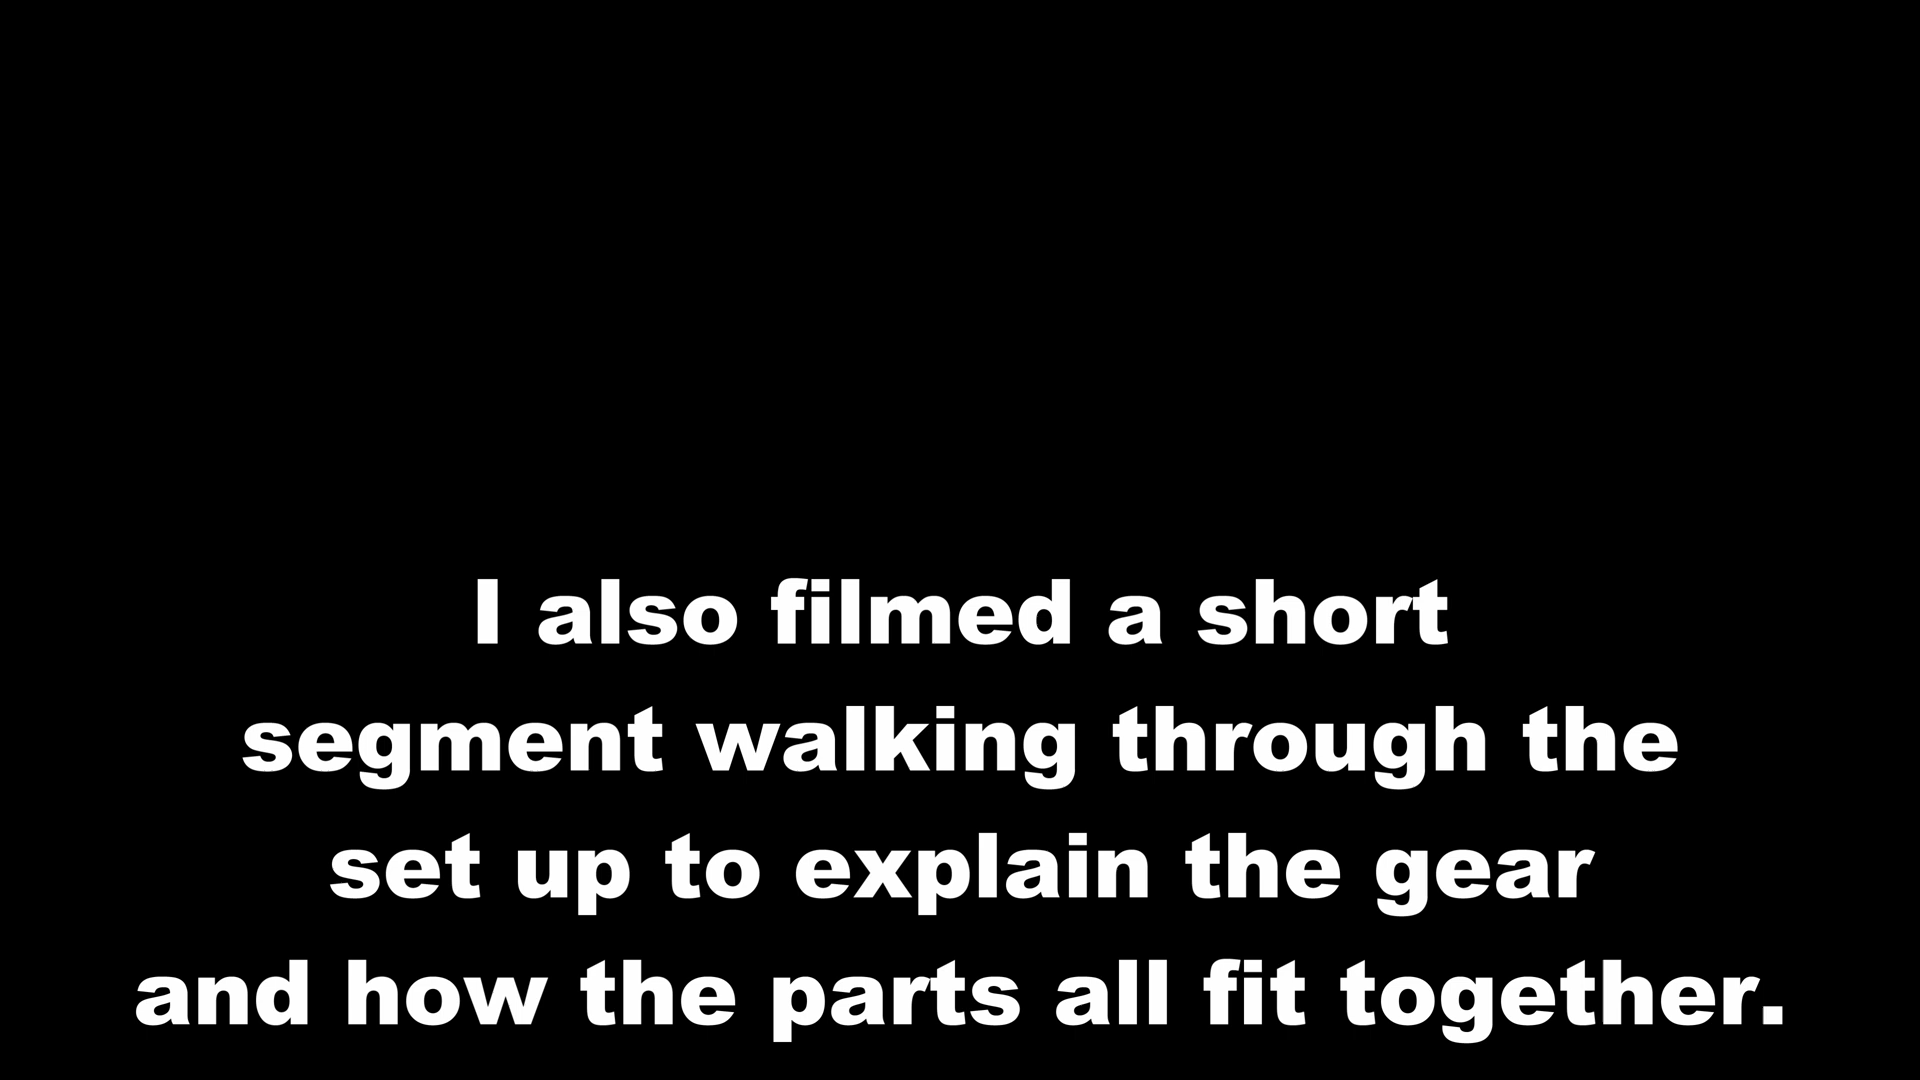 I also filmed a short
segment walking through the
set up to explain the gear
and how the parts all fit together.